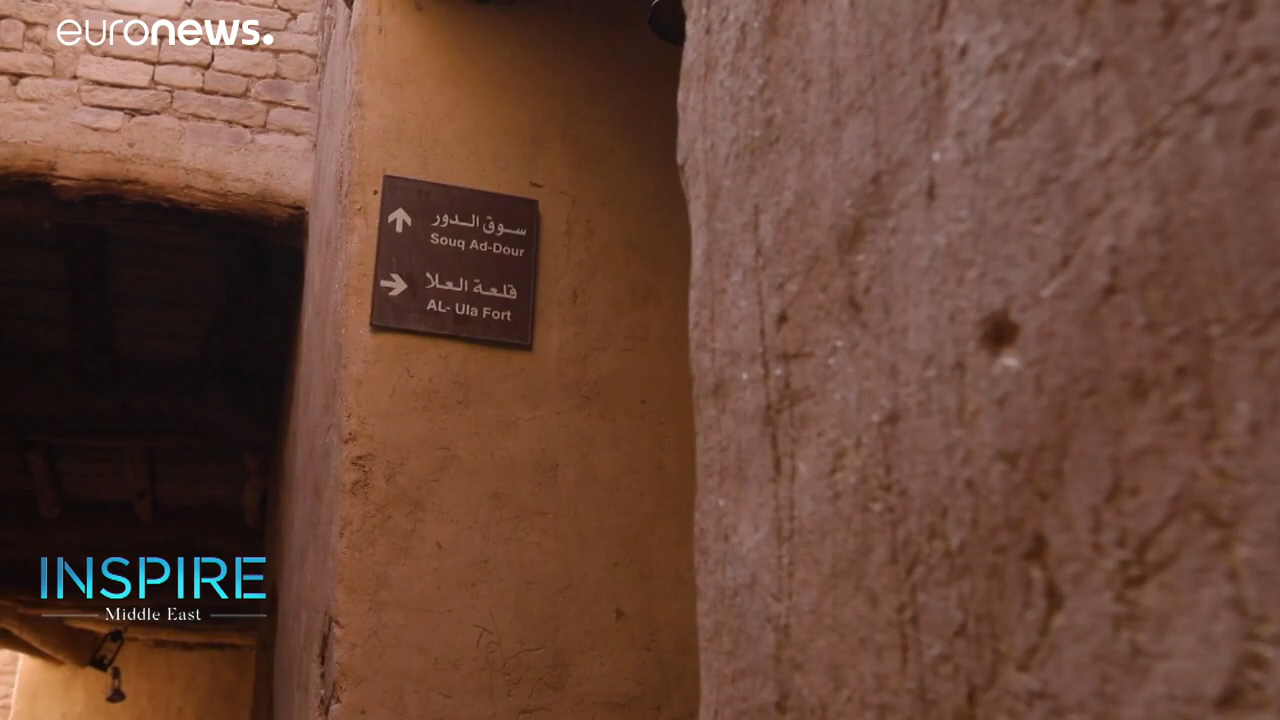 euronews.
سوق الدور
Souq Ad-Dour
قلعة العلا
AL- Ula Fort
INSPIRE
Middle East